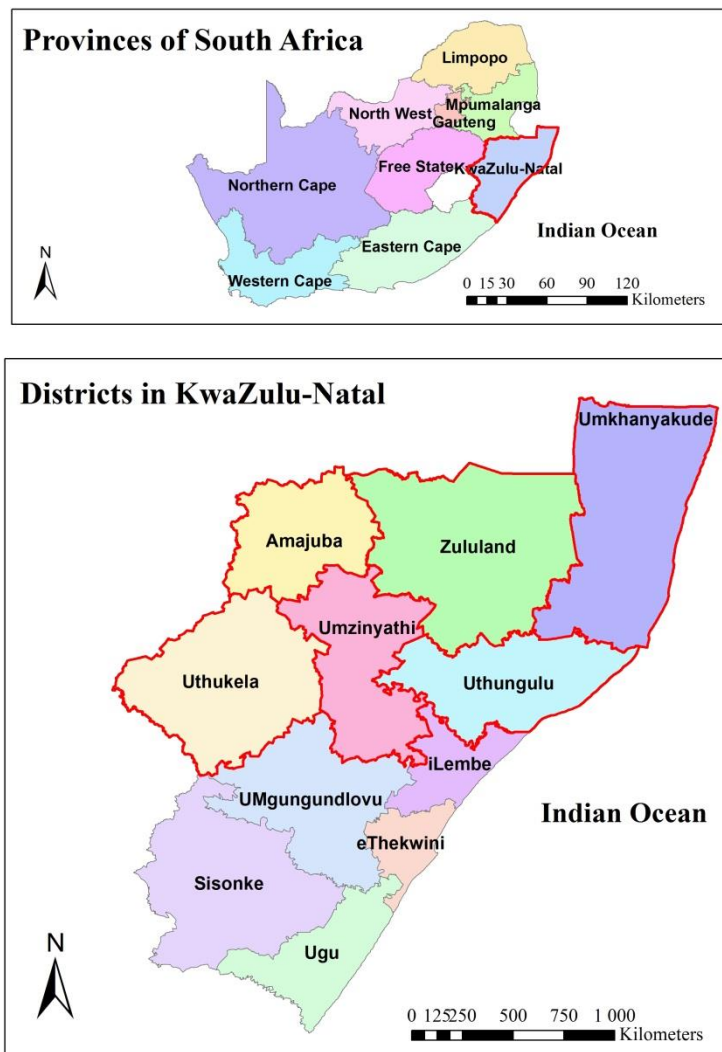 Provinces of South Africa
Limpopo
Mpumalanga
North West
Gauteng
Free State
KwaZulu-Natal
Northern Cape
Indian Ocean
Eastern Cape
Western Cape
N
0 15 30 60 90 120
Kilometers
Districts in KwaZulu-Natal
Umkhanyakude
Amajuba
Zululand
Umzinyathi
Uthukela
Uthungulu
iLembe
UMgungundlovu
Indian Ocean
eThekwini
Sisonke
N
Ugu
0 125250 500 750 1 000
Kilometers